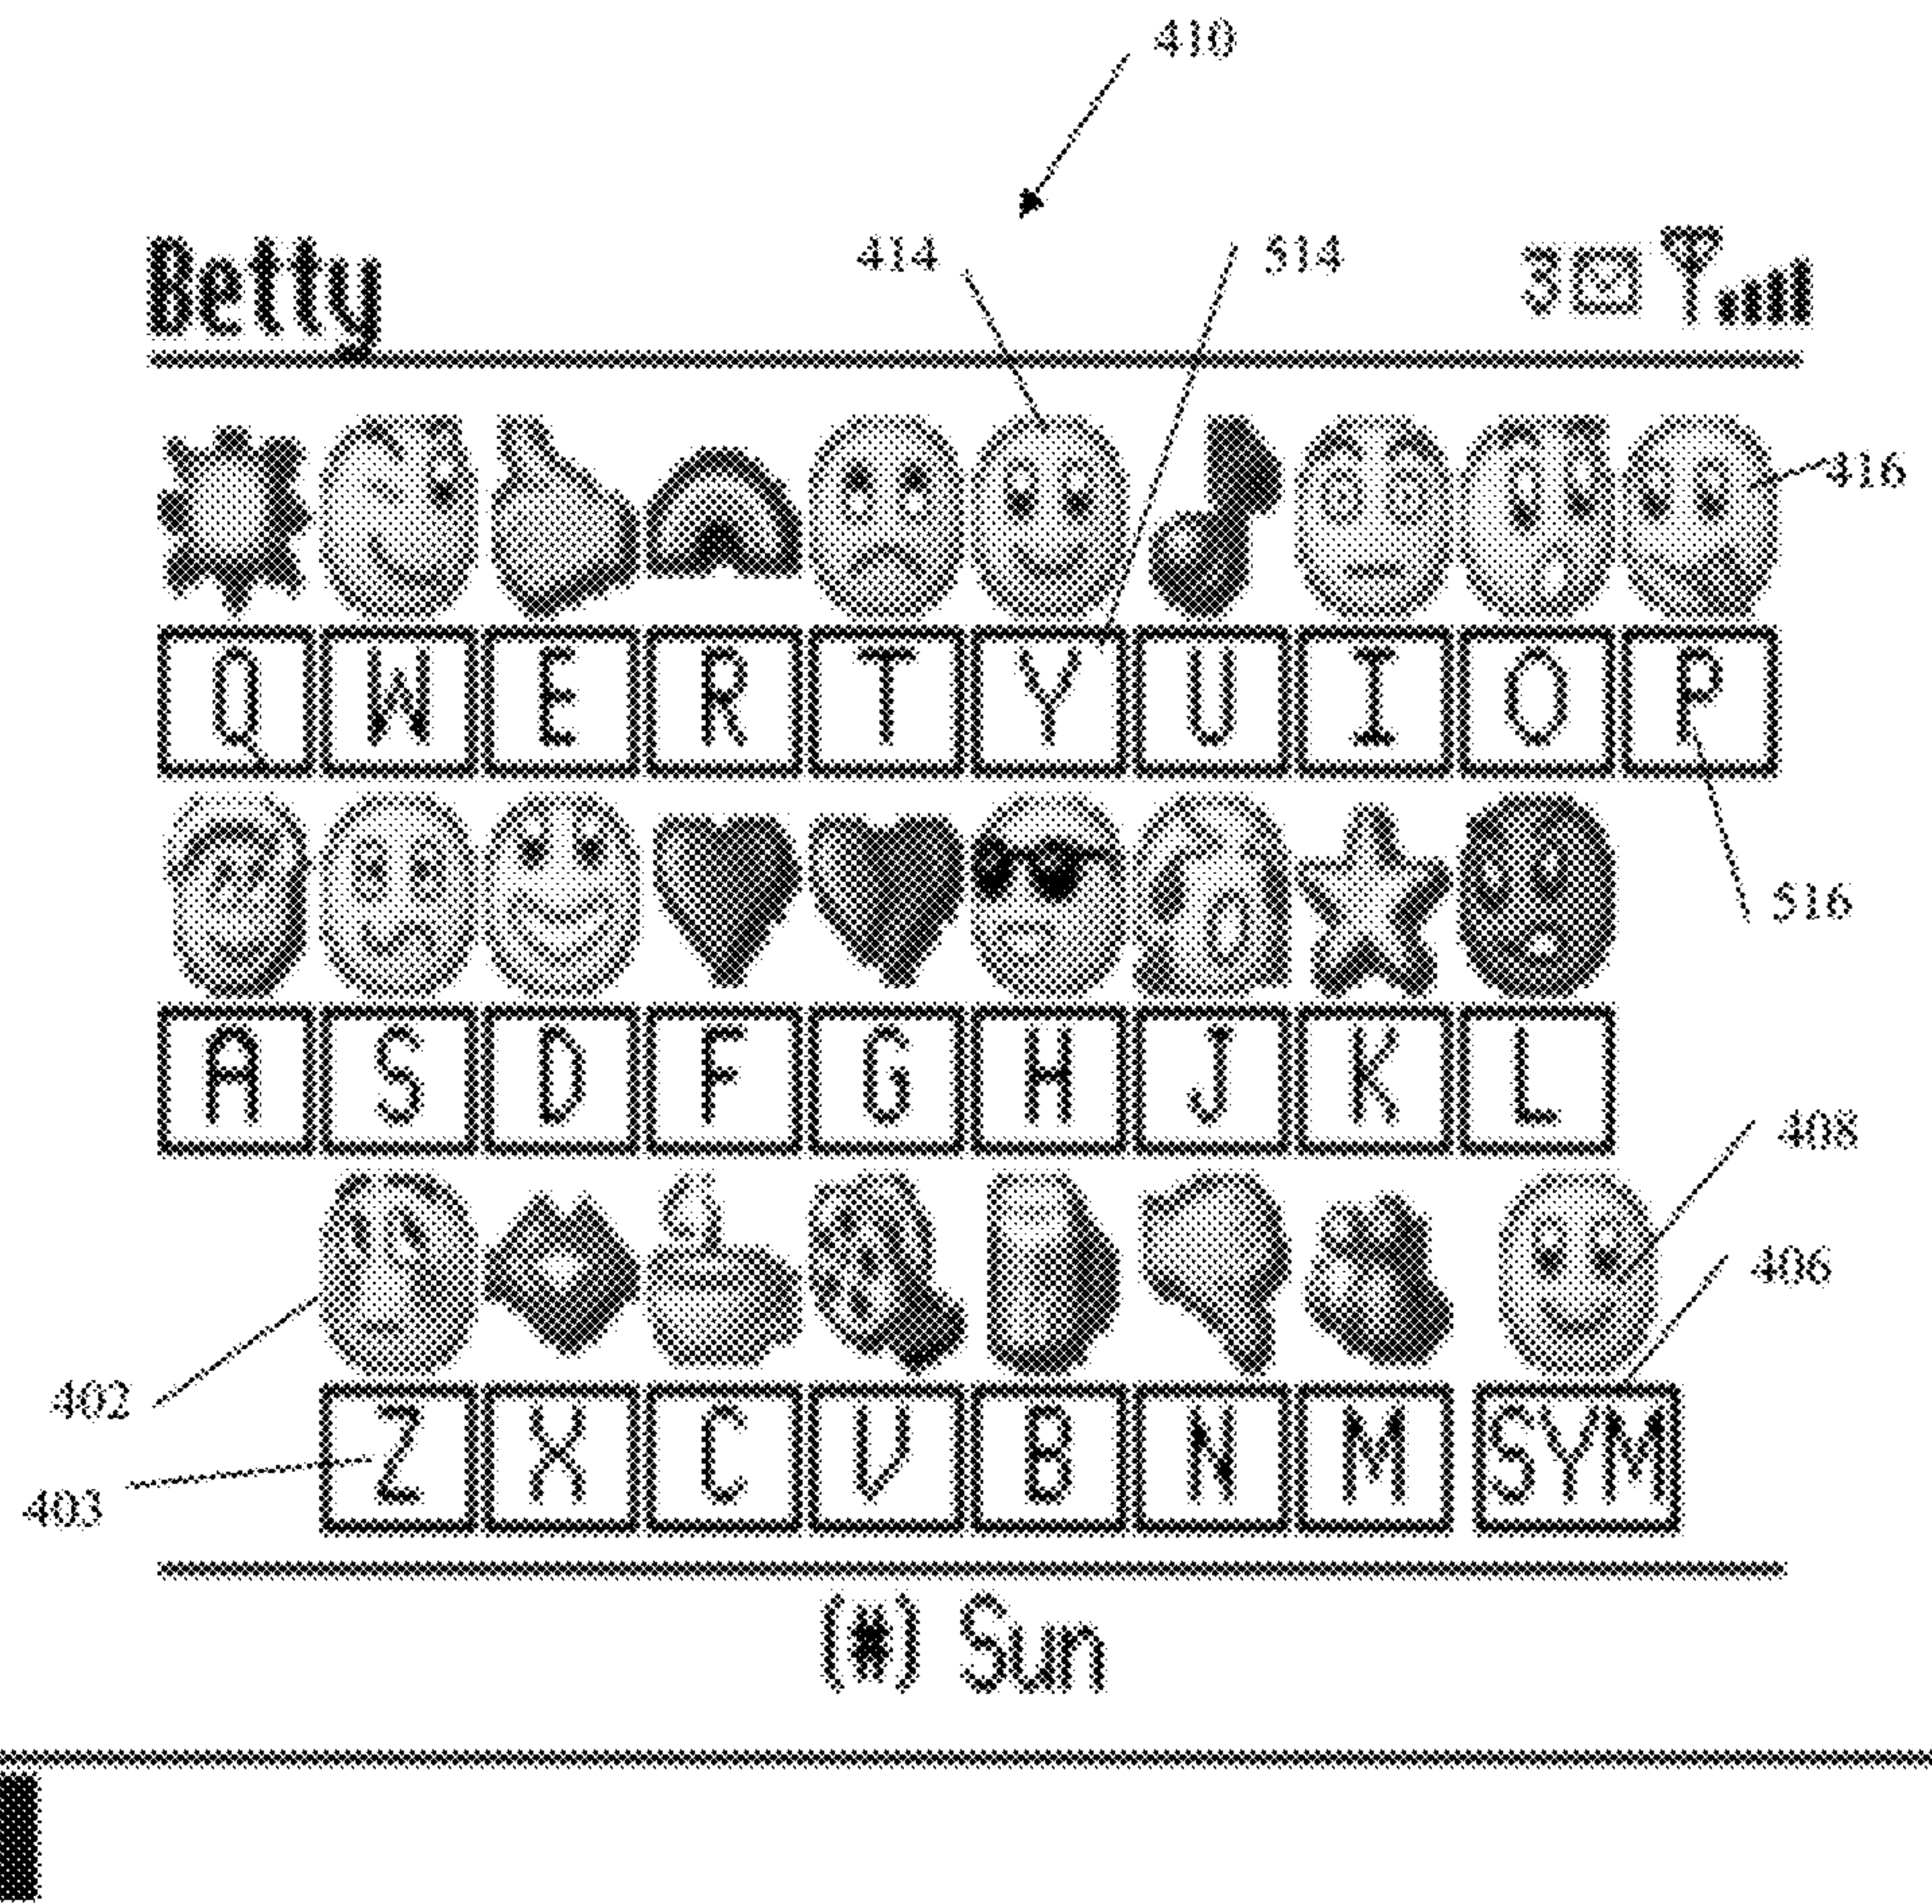 410
Betty 414 514 3
416
Q W E R T Y U I O P
516
A S D F G H J K L
408
406
402
Z X C V B N M SYM
403
(*) Sun